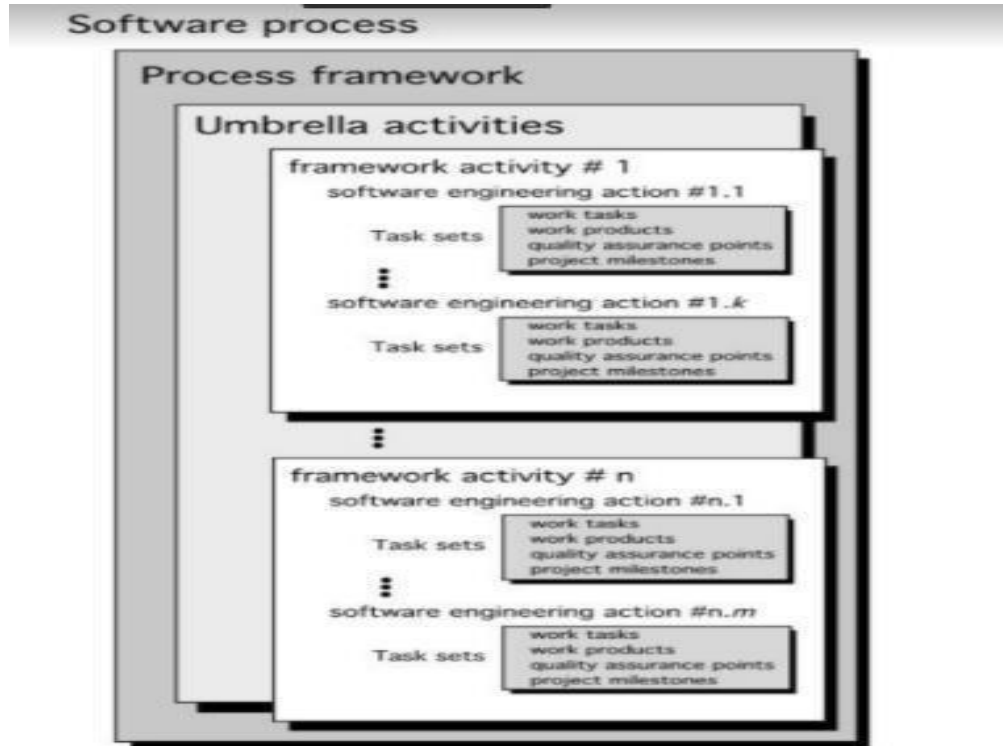 Software process
Process framework
Umbrella activities
framework activity # 1
software engineering action #1.1
Task sets
work tasks
work products
quality assurance points
project milestones
software engineering action #1.k
Task sets
work tasks
work products
quality assurance points
project milestones
framework activity # n
software engineering action #n.1
Task sets
work tasks
work products
quality assurance points
project milestones
software engineering action #n.m
Task sets
work tasks
work products
quality assurance points
project milestones